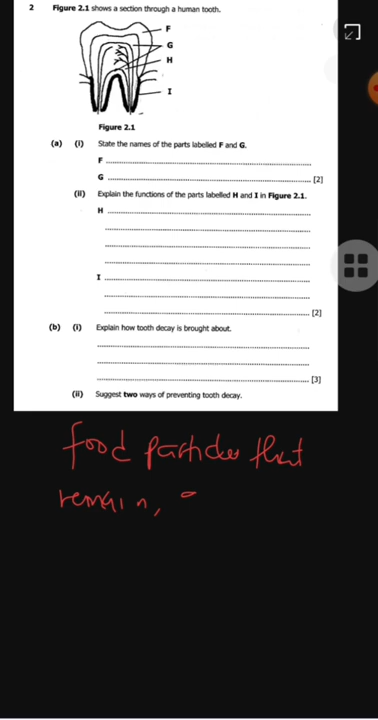 2 Figure 2.1 shows a section through a human tooth.
F
G
H
I
Figure 2.1
(a) (i) State the names of the parts labelled F and G.
F ........................................................................
G ........................................................................ [2]
(ii) Explain the functions of the parts labelled H and I in Figure 2.1.
H ........................................................................
........................................................................
........................................................................
........................................................................
I ........................................................................
........................................................................
........................................................................ [2]
(b) (i) Explain how tooth decay is brought about.
........................................................................
........................................................................
........................................................................ [3]
(ii) Suggest two ways of preventing tooth decay.
food particles that
remain,